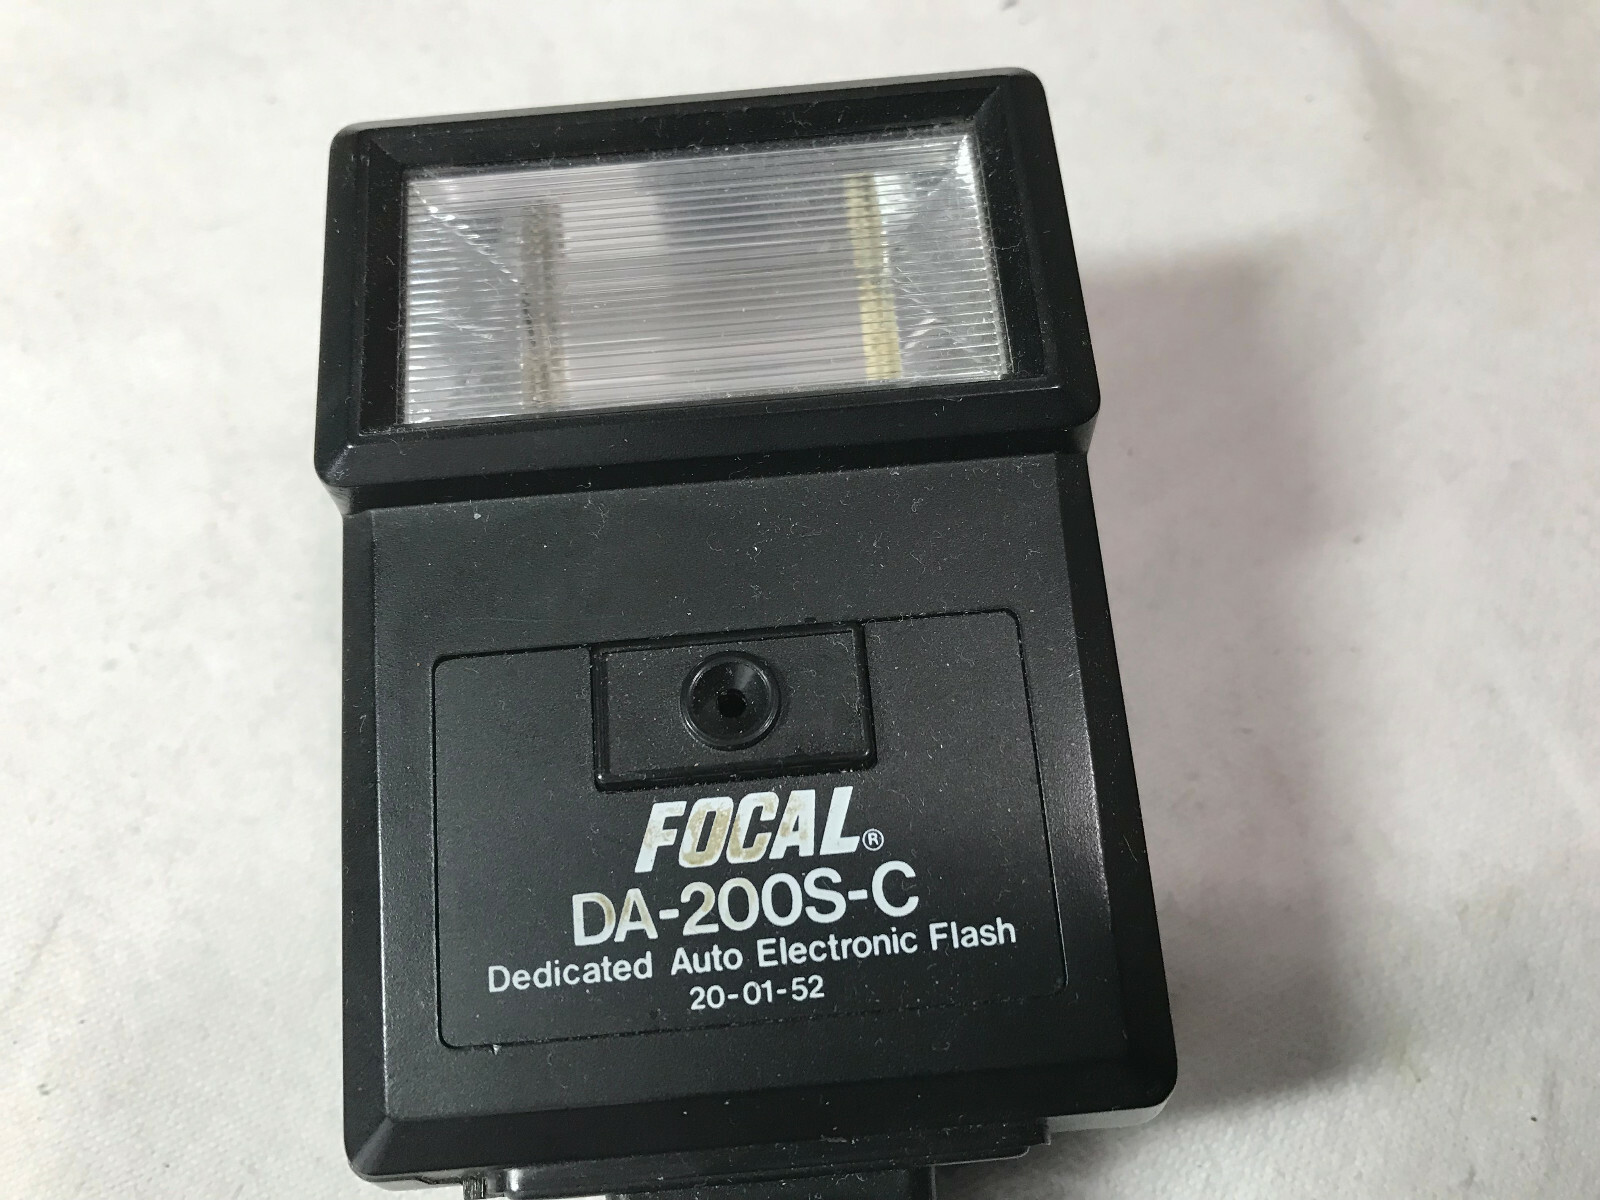 FOCAL®
DA-200S-C
Dedicated Auto Electronic Flash
20-01-52